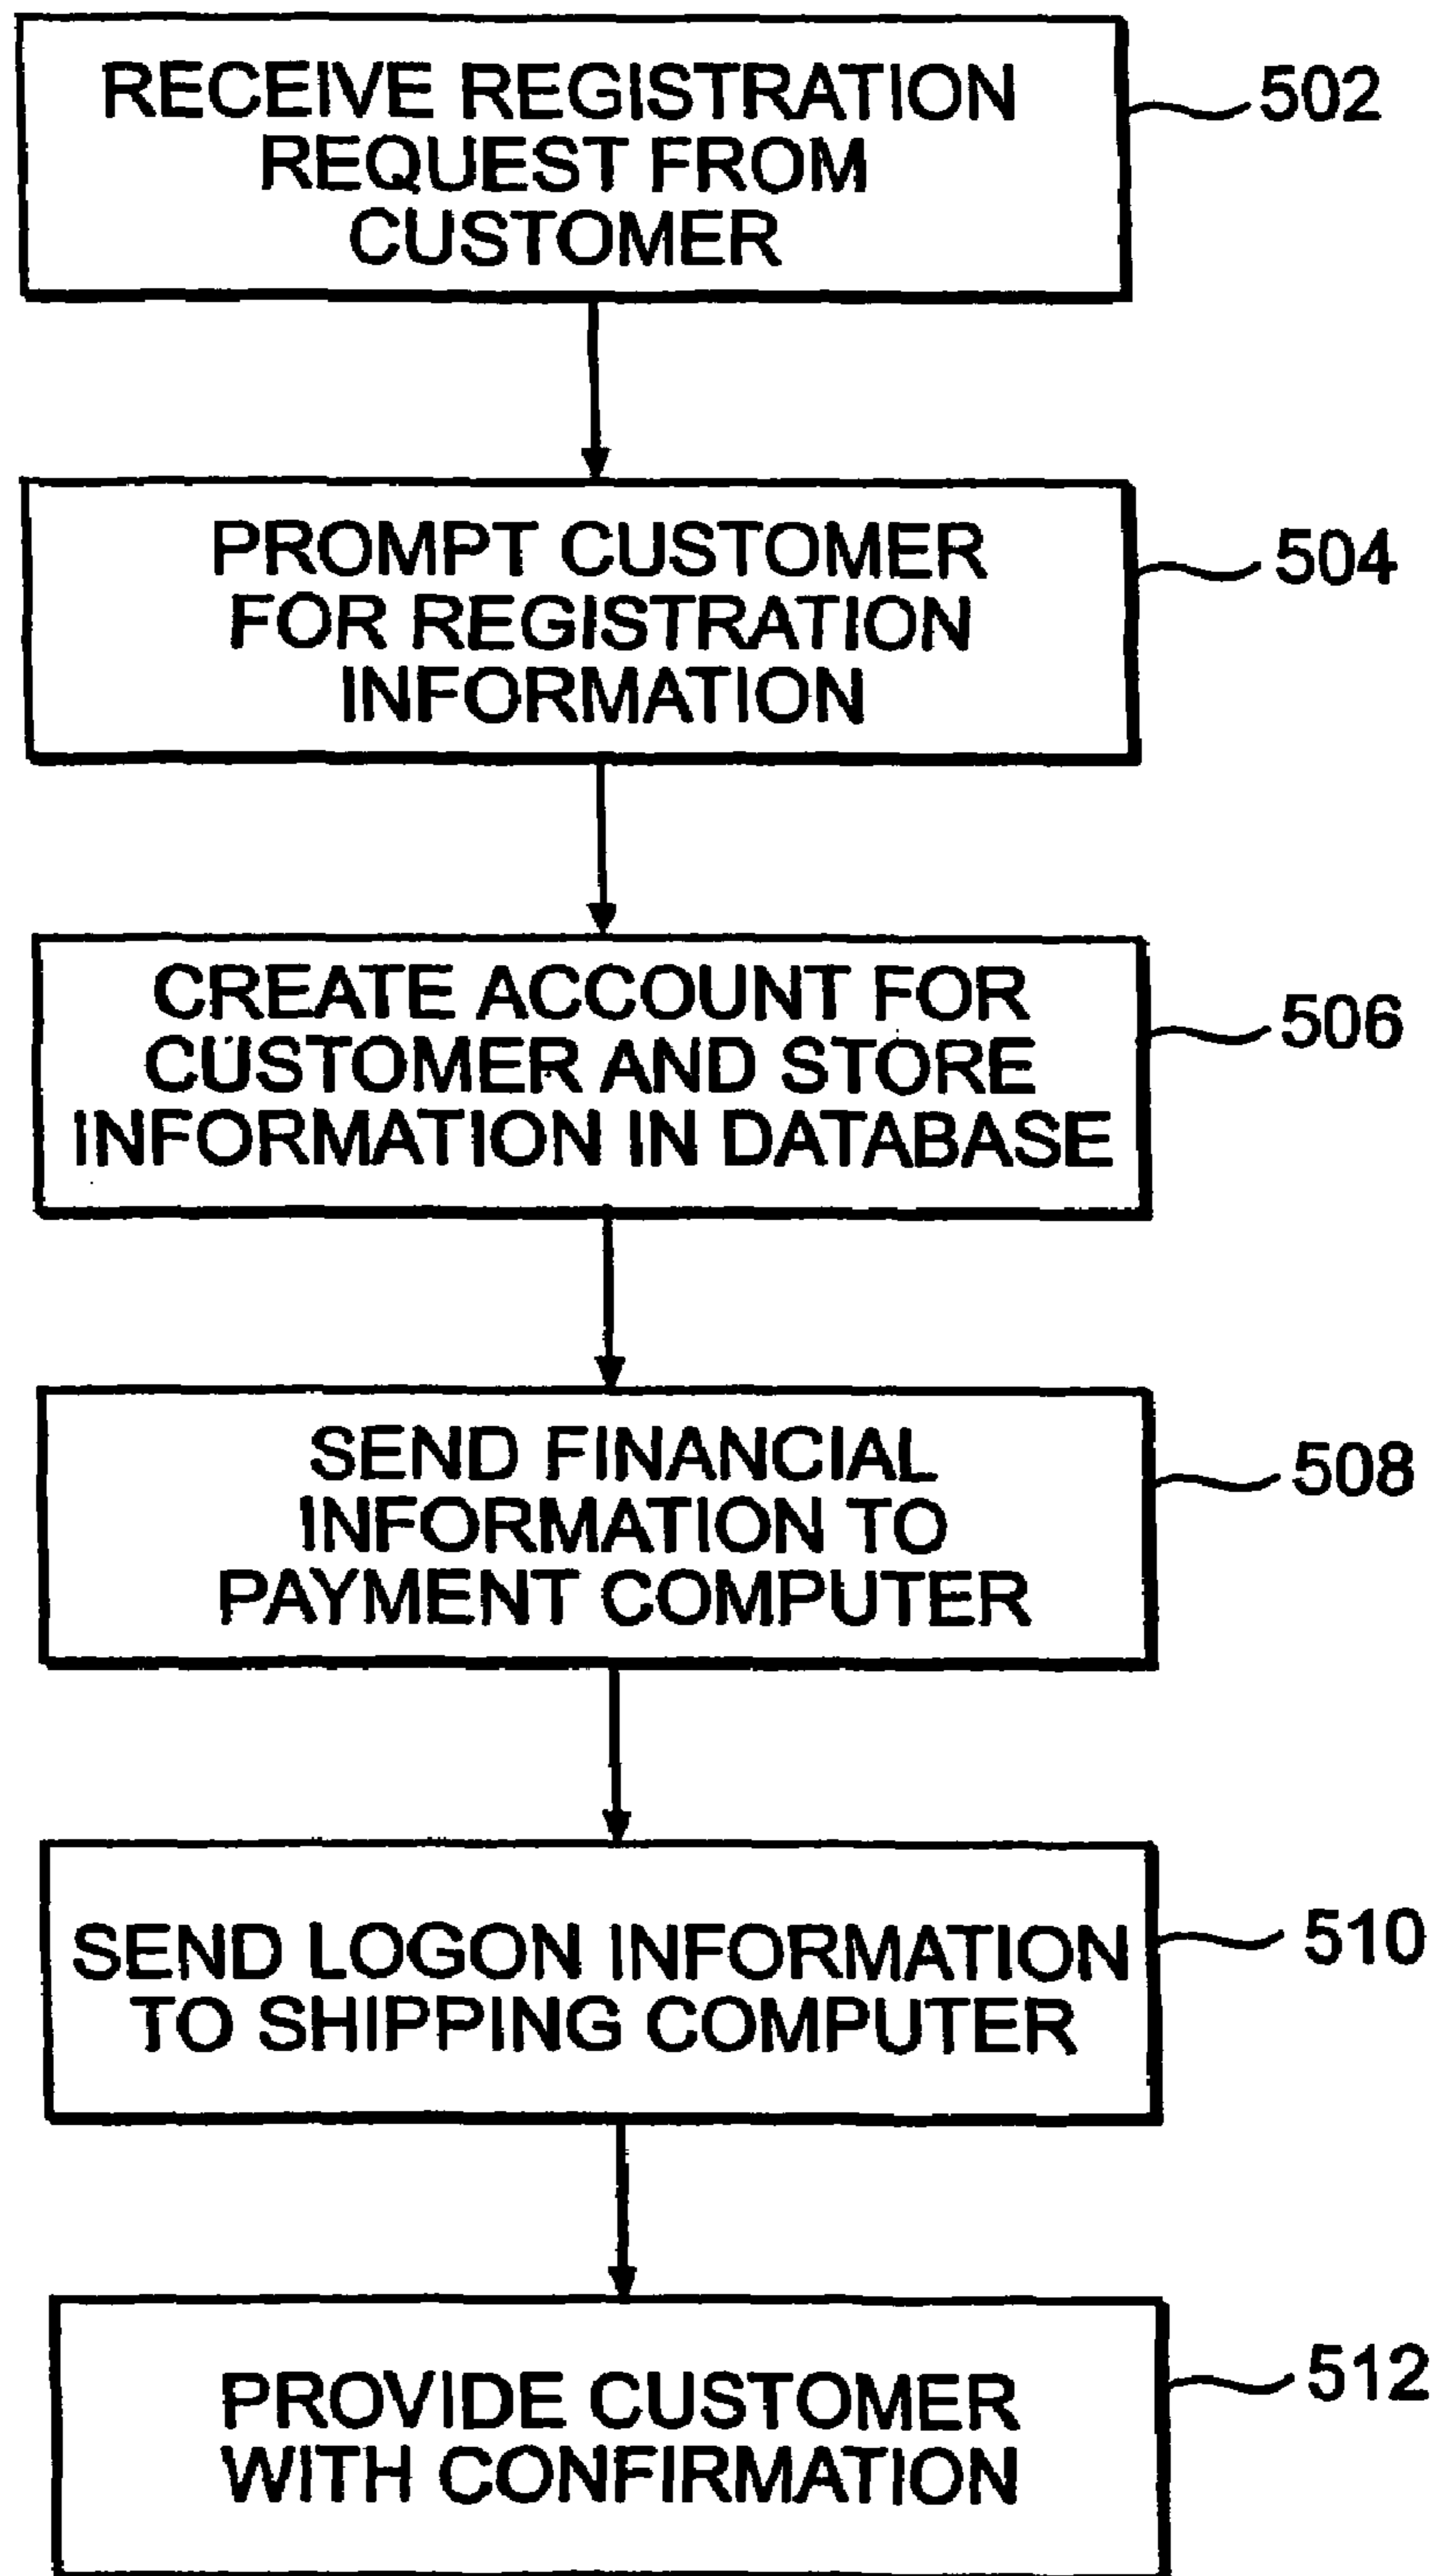 RECEIVE REGISTRATION
REQUEST FROM
CUSTOMER
502
PROMPT CUSTOMER
FOR REGISTRATION
INFORMATION
504
CREATE ACCOUNT FOR
CUSTOMER AND STORE
INFORMATION IN DATABASE
506
SEND FINANCIAL
INFORMATION TO
PAYMENT COMPUTER
508
SEND LOGON INFORMATION
TO SHIPPING COMPUTER
510
PROVIDE CUSTOMER
WITH CONFIRMATION
512